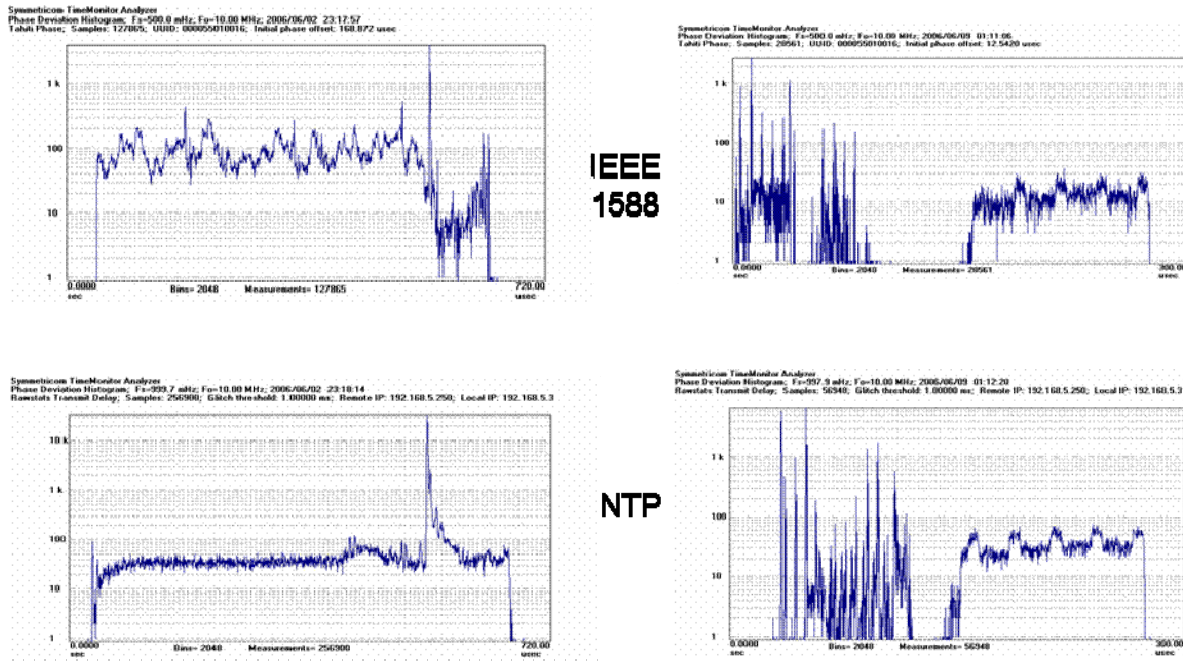 Symmetricom TimeMonitor Analyzer
Phase Deviation Histogram; Fs=500.0 mHz; Fo=10.00 MHz; 2006/06/02 23:17:57
Tahiti Phase; Samples: 127865; UUID: 000055010016; Initial phase offset: 168.872 usec
1 k
100
10
1
0.0000
sec
Bins= 2048
Measurements= 127865
720.00
usec
Symmetricom TimeMonitor Analyzer
Phase Deviation Histogram; Fs=500.0 mHz; Fo=10.00 MHz; 2006/06/09 01:11:06
Tahiti Phase; Samples: 28561; UUID: 000055010016; Initial phase offset: 12.5420 usec
1 k
100
10
1
0.0000
sec
Bins= 2048
Measurements= 28561
300.00
usec
IEEE
1588
Symmetricom TimeMonitor Analyzer
Phase Deviation Histogram; Fs=999.7 mHz; Fo=10.00 MHz; 2006/06/02 23:18:14
Rawstats Transmit Delay; Samples: 256900; Glitch threshold: 1.00000 ms; Remote IP: 192.168.5.250; Local IP: 192.168.5.3
10 k
1 k
100
10
1
0.0000
sec
Bins= 2048
Measurements= 256900
720.00
usec
Symmetricom TimeMonitor Analyzer
Phase Deviation Histogram; Fs=997.9 mHz; Fo=10.00 MHz; 2006/06/09 01:12:20
Rawstats Transmit Delay; Samples: 56948; Glitch threshold: 1.00000 ms; Remote IP: 192.168.5.250; Local IP: 192.168.5.3
1 k
100
10
1
0.0000
sec
Bins= 2048
Measurements= 56948
300.00
usec
NTP